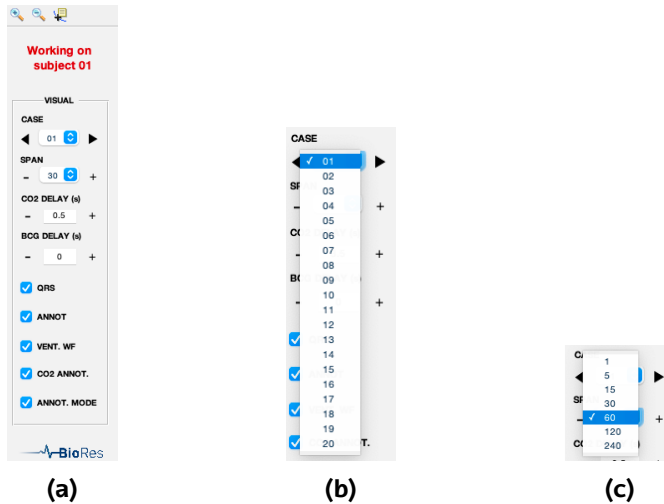 Working on
subject 01
VISUAL
CASE
01
SPAN
- 30 +
CO2 DELAY (s)
- 0.5 +
BCG DELAY (s)
- 0 +
QRS
ANNOT
VENT. WF
CO2 ANNOT.
ANNOT. MODE
BioRes
(a)
CASE
✓ 01
02
03
04
05
06
07
08
09
10
11
12
13
14
15
16
17
18
19
20
(b)
1
5
15
30
✓ 60
120
240
(c)